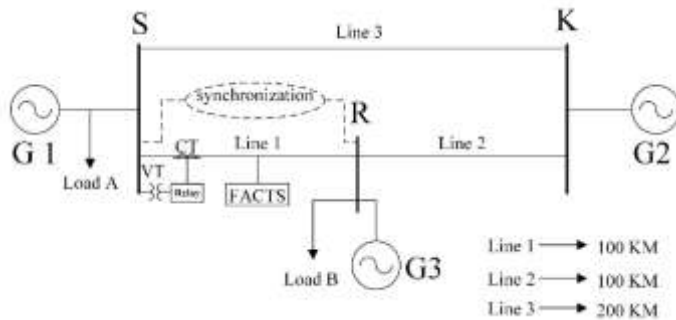 S
K
Line 3
synchronization
R
G 1
CT
Line 1
Line 2
G2
Load A
VT
Relay
FACTS
Load B
G3
Line 1 100 KM
Line 2 100 KM
Line 3 200 KM